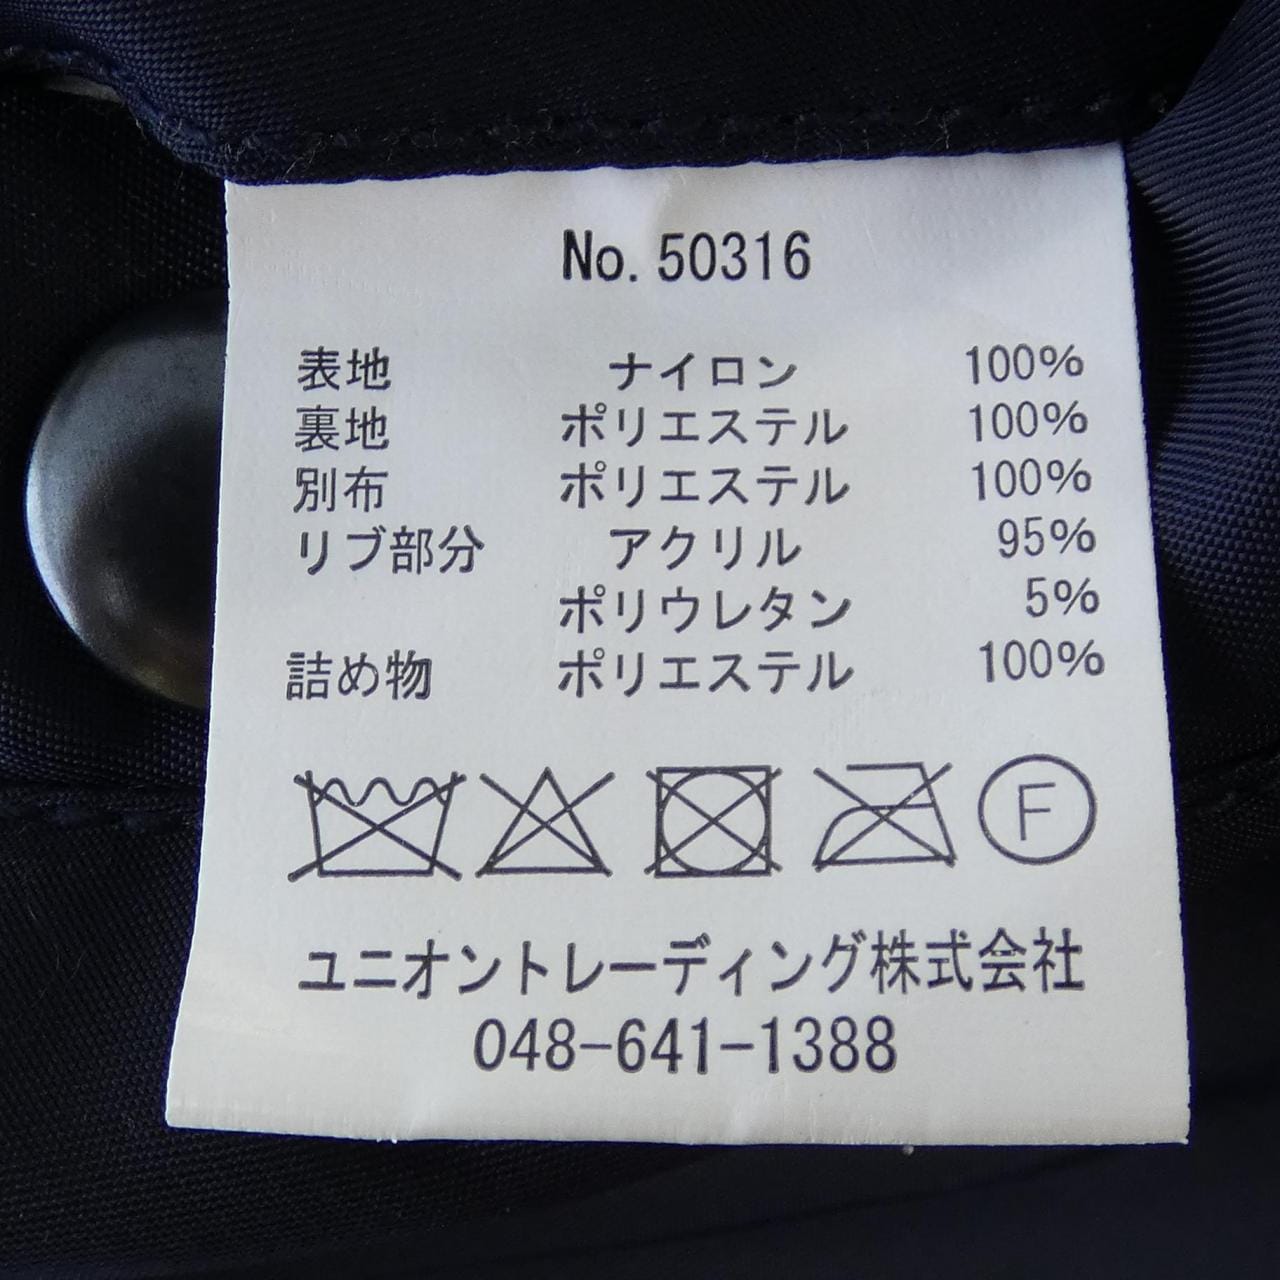 No. 50316
表地 ナイロン 100%
裏地 ポリエステル 100%
別布 ポリエステル 100%
リブ部分 アクリル 95%
ポリウレタン 5%
詰め物 ポリエステル 100%
F
ユニオントレーディング株式会社
048-641-1388